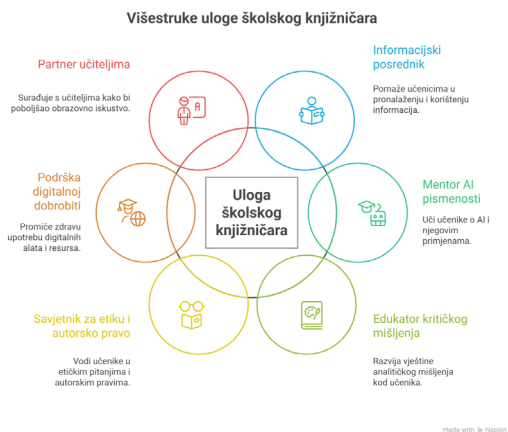 Višestruke uloge školskog knjižničara
Partner učiteljima
Surađuje s učiteljima kako bi
poboljšao obrazovno iskustvo.
Informacijski
posrednik
Pomaže učenicima u
pronalaženju i korištenju
informacija.
Podrška
digitalnoj
dobrobiti
Promiče zdravu
upotrebu digitalnih
alata i resursa.
Uloga
školskog
knjižničara
Mentor AI
pismenosti
Uči učenike o AI i
njegovim
primjenama.
Savjetnik za etiku i
autorsko pravo
Vodi učenike u
etičkim pitanjima i
autorskim pravima.
Edukator kritičkog
mišljenja
Razvija vještine
analitičkog mišljenja
kod učenika.
Made with Napkin